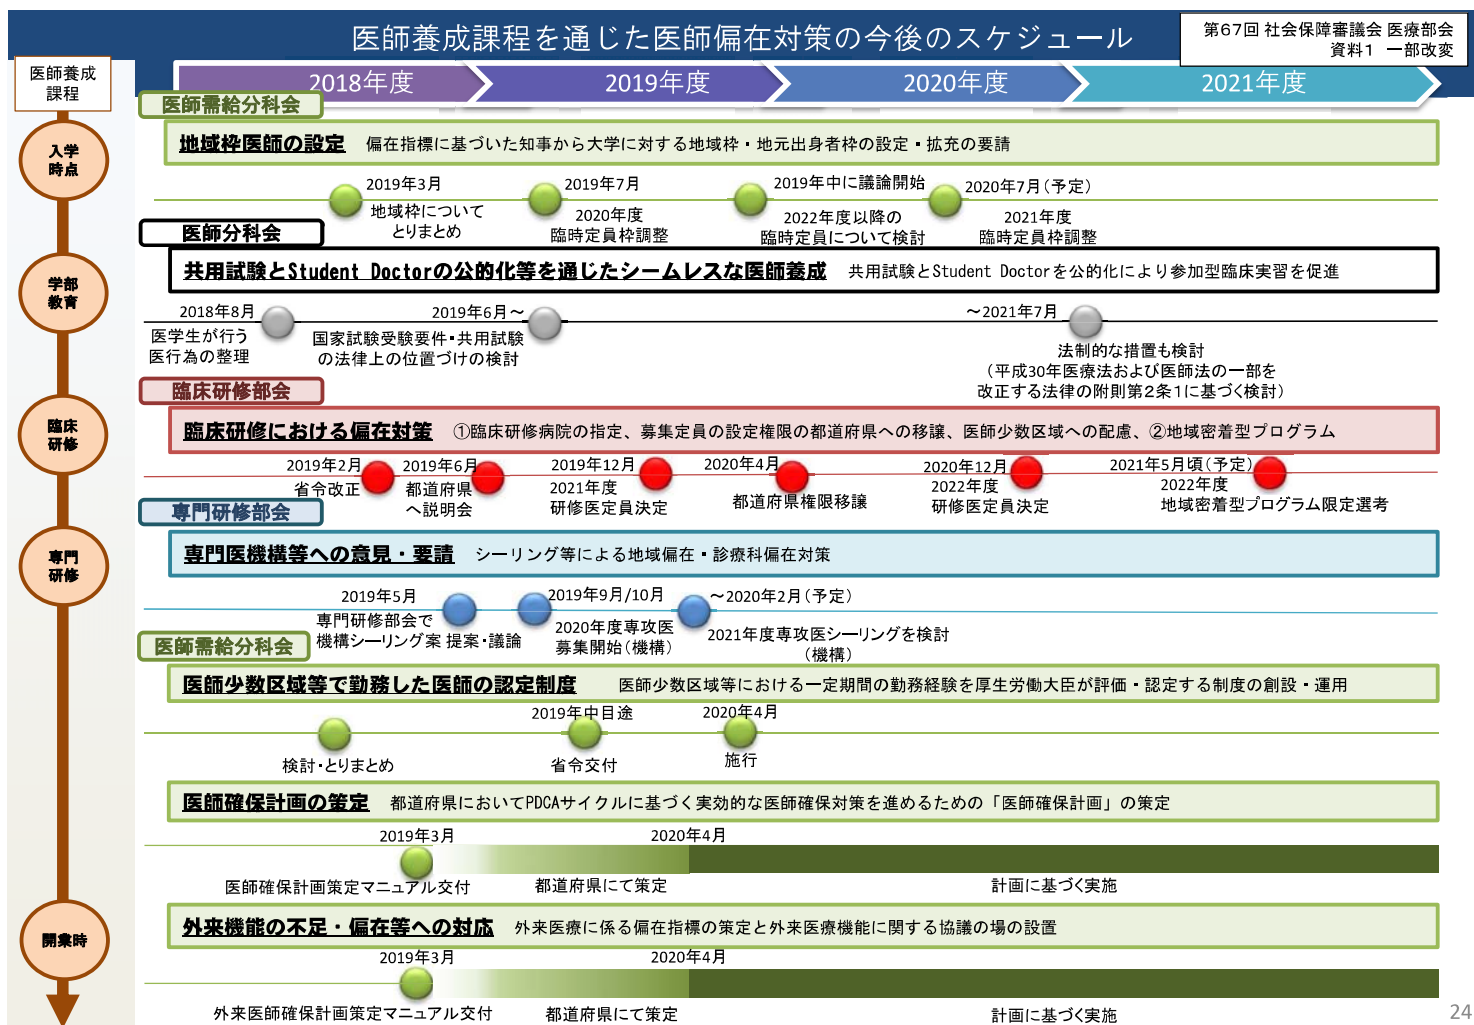 医師養成課程を通じた医師偏在対策の今後のスケジュール
第67回 社会保障審議会 医療部会
資料1　一部改変
医師養成
課程
2018年度
2019年度
2020年度
2021年度
医師需給分科会
入学
時点
地域枠医師の設定　偏在指標に基づいた知事から大学に対する地域枠・地元出身者枠の設定・拡充の要請
2019年3月
地域枠について
とりまとめ
2019年7月
2020年度
臨時定員枠調整
2019年中に議論開始
2022年度以降の
臨時定員について検討
2020年7月（予定）
2021年度
臨時定員枠調整
医師分科会
学部
教育
共用試験とStudent Doctorの公的化等を通じたシームレスな医師養成　共用試験とStudent Doctorを公的化により参加型臨床実習を促進
2018年8月
医学生が行う
医行為の整理
2019年6月～
国家試験受験要件・共用試験
の法律上の位置づけの検討
～2021年7月
法制的な措置も検討
（平成30年医療法および医師法の一部を
改正する法律の附則第2条1に基づく検討）
臨床研修部会
臨床
研修
臨床研修における偏在対策　①臨床研修病院の指定、募集定員の設定権限の都道府県への移譲、医師少数区域への配慮、②地域密着型プログラム
2019年2月
省令改正
2019年6月
都道府県
へ説明会
2019年12月
2021年度
研修医定員決定
2020年4月
都道府県権限移譲
2020年12月
2022年度
研修医定員決定
2021年5月頃（予定）
2022年度
地域密着型プログラム限定選考
専門研修部会
専門
研修
専門医機構等への意見・要請　シーリング等による地域偏在・診療科偏在対策
2019年5月
専門研修部会で
機構シーリング案 提案・議論
2019年9月/10月
2020年度専攻医
募集開始（機構）
～2020年2月（予定）
2021年度専攻医シーリングを検討
（機構）
医師需給分科会
医師少数区域等で勤務した医師の認定制度　医師少数区域等における一定期間の勤務経験を厚生労働大臣が評価・認定する制度の創設・運用
検討・とりまとめ
2019年中目途
省令交付
2020年4月
施行
医師確保計画の策定　都道府県においてPDCAサイクルに基づく実効的な医師確保対策を進めるための「医師確保計画」の策定
2019年3月
2020年4月
医師確保計画策定マニュアル交付
都道府県にて策定
計画に基づく実施
開業時
外来機能の不足・偏在等への対応　外来医療に係る偏在指標の策定と外来医療機能に関する協議の場の設置
2019年3月
2020年4月
外来医師確保計画策定マニュアル交付
都道府県にて策定
計画に基づく実施
24